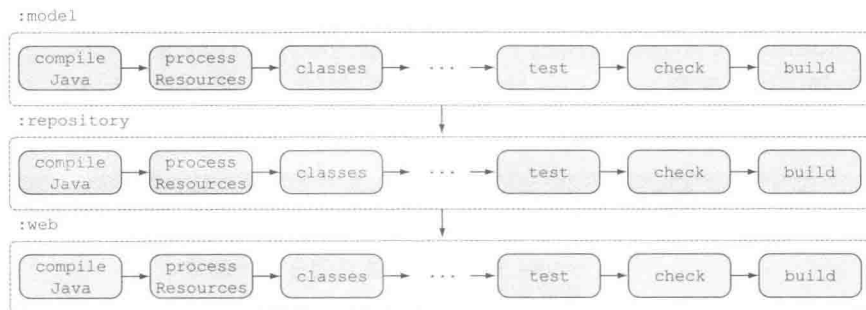 :model
compile process classes ... test check build
Java Resources
:repository
compile process classes ... test check build
Java Resources
:web
compile process classes ... test check build
Java Resources